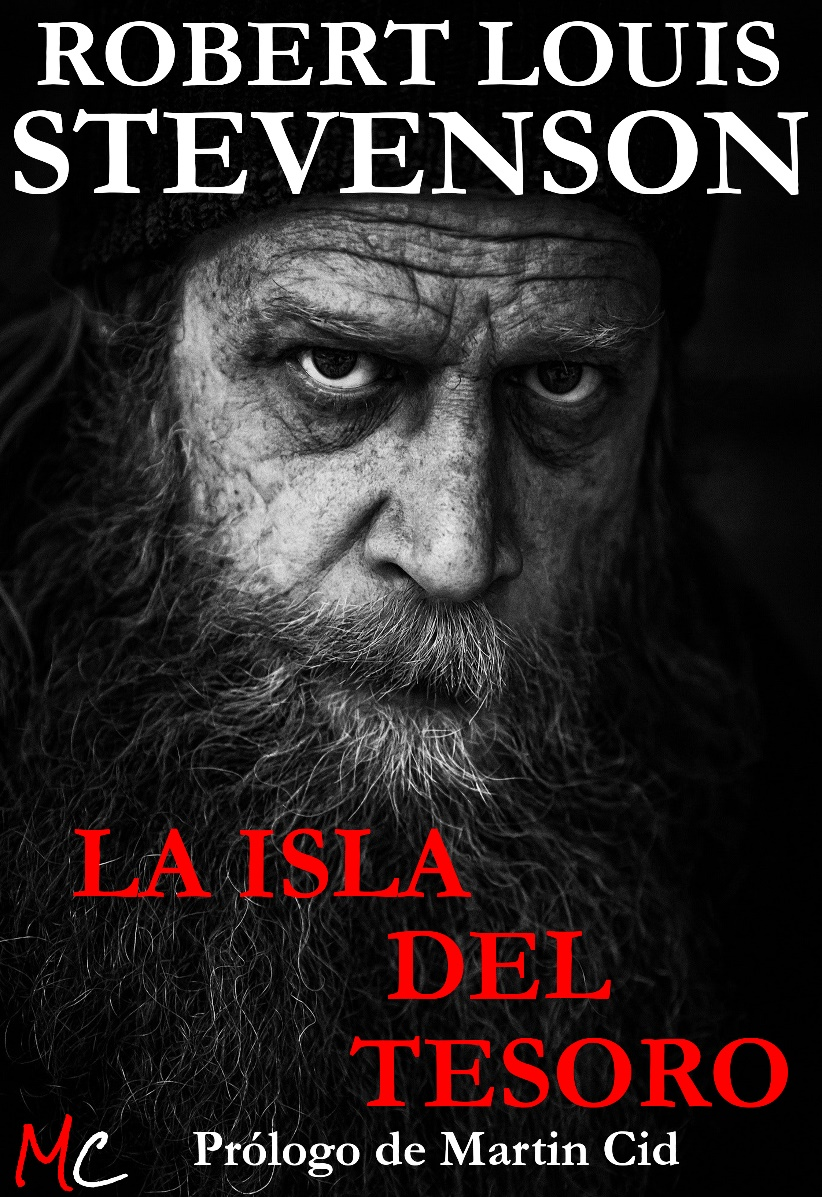 ROBERT LOUIS
STEVENSON
LA ISLA
DEL
TESORO
MC
Prólogo de Martin Cid